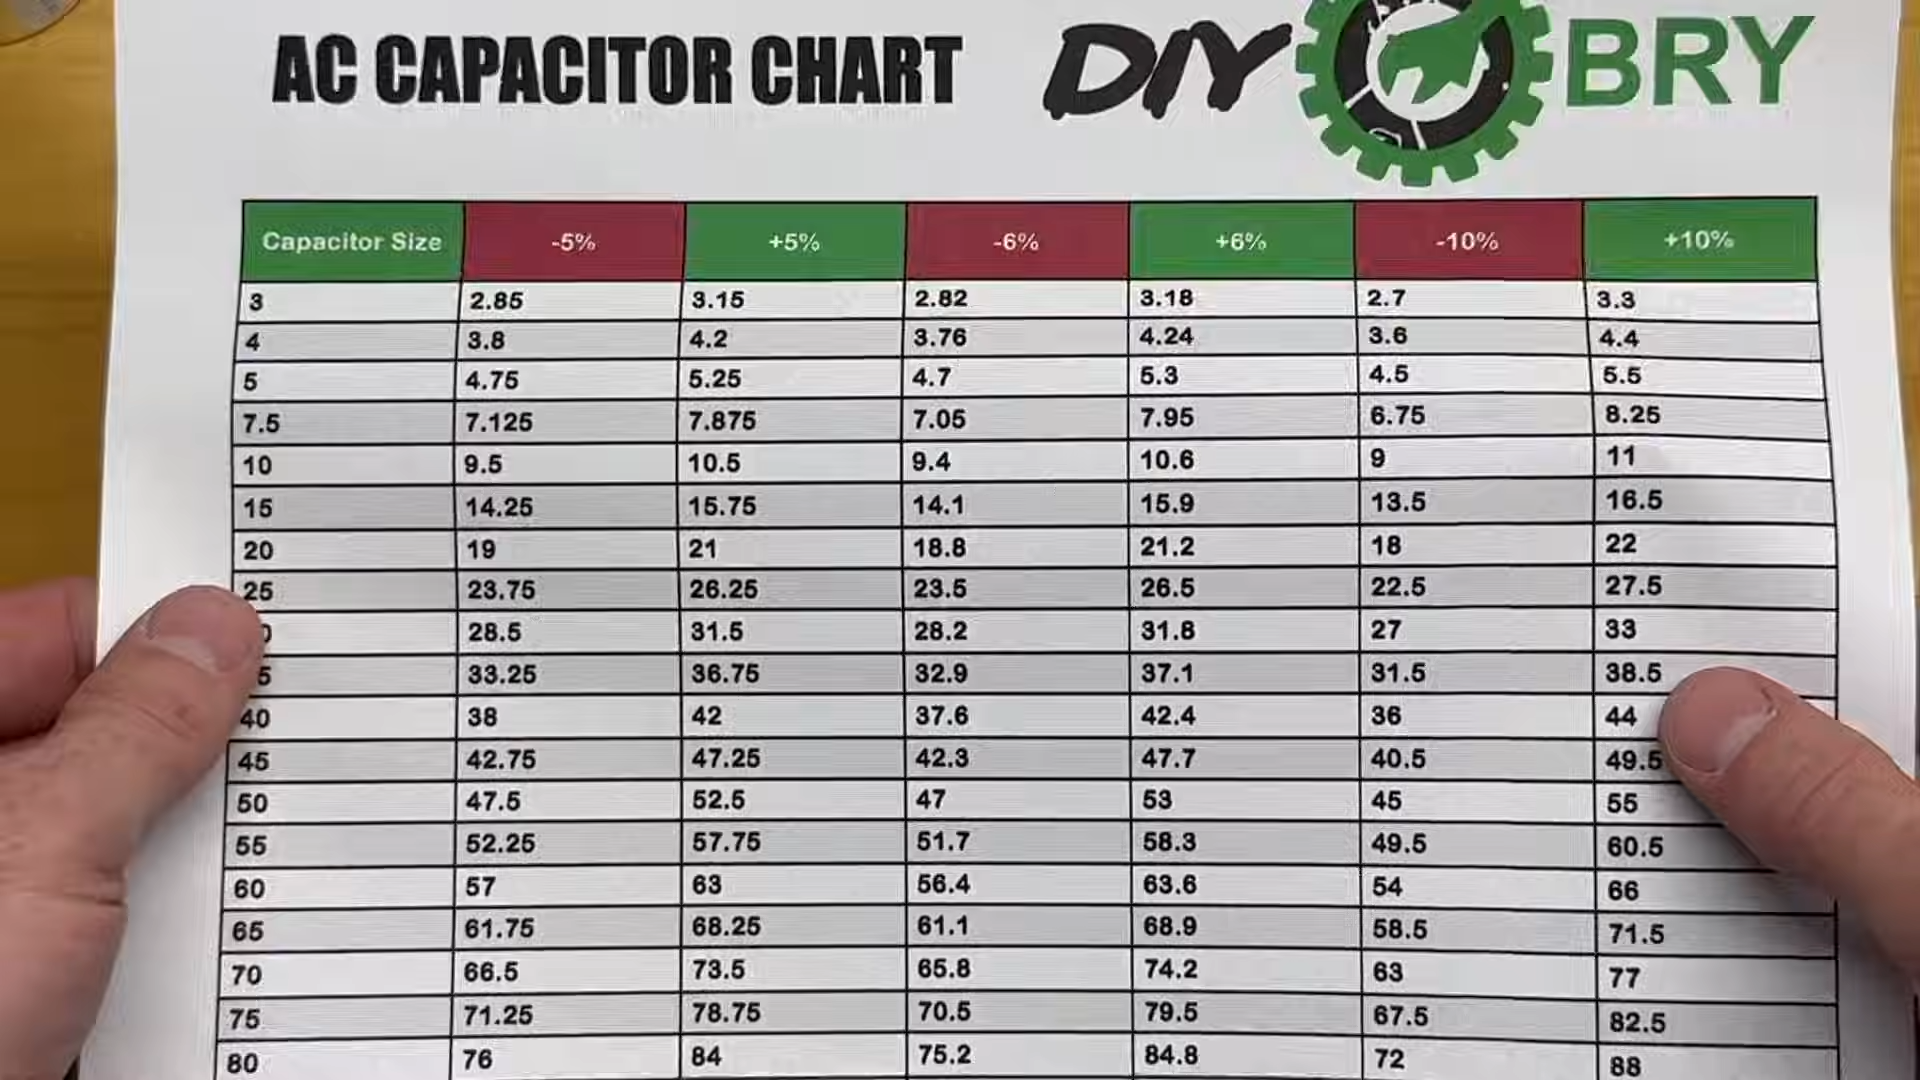 AC CAPACITOR CHART DIY BRY
Capacitor Size -5% +5% -6% +6% -10% +10%
3 2.85 3.15 2.82 3.18 2.7 3.3
4 3.8 4.2 3.76 4.24 3.6 4.4
5 4.75 5.25 4.7 5.3 4.5 5.5
7.5 7.125 7.875 7.05 7.95 6.75 8.25
10 9.5 10.5 9.4 10.6 9 11
15 14.25 15.75 14.1 15.9 13.5 16.5
20 19 21 18.8 21.2 18 22
25 23.75 26.25 23.5 26.5 22.5 27.5
28.5 31.5 28.2 31.8 27 33
33.25 36.75 32.9 37.1 31.5 38.5
40 38 42 37.6 42.4 36 44
45 42.75 47.25 42.3 47.7 40.5 49.5
50 47.5 52.5 47 53 45 55
55 52.25 57.75 51.7 58.3 49.5 60.5
60 57 63 56.4 63.6 54 66
65 61.75 68.25 61.1 68.9 58.5 71.5
70 66.5 73.5 65.8 74.2 63 77
75 71.25 78.75 70.5 79.5 67.5 82.5
80 76 84 75.2 84.8 72 88